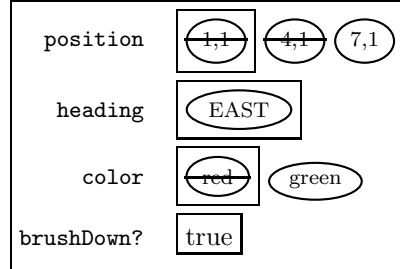 position 1,1 4,1 7,1
heading EAST
color red green
brushDown? true